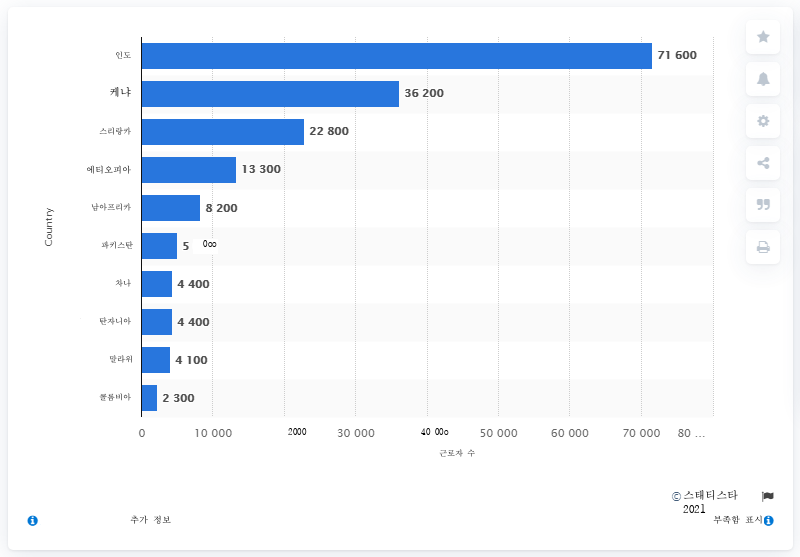 인도 71 600
케냐 36 200
스리랑카 22 800
에티오피아 13 300
남아프리카 8 200
파키스탄 5 0oo
차나 4 400
탄자니아 4 400
말라위 4 100
콜롬비아 2 300
Country
0 10 000 2000 30 000 40 00o 50 000 60 000 70 000 80 ...
근로자 수
© 스태티스타
2021
추가 정보 부족함 표시